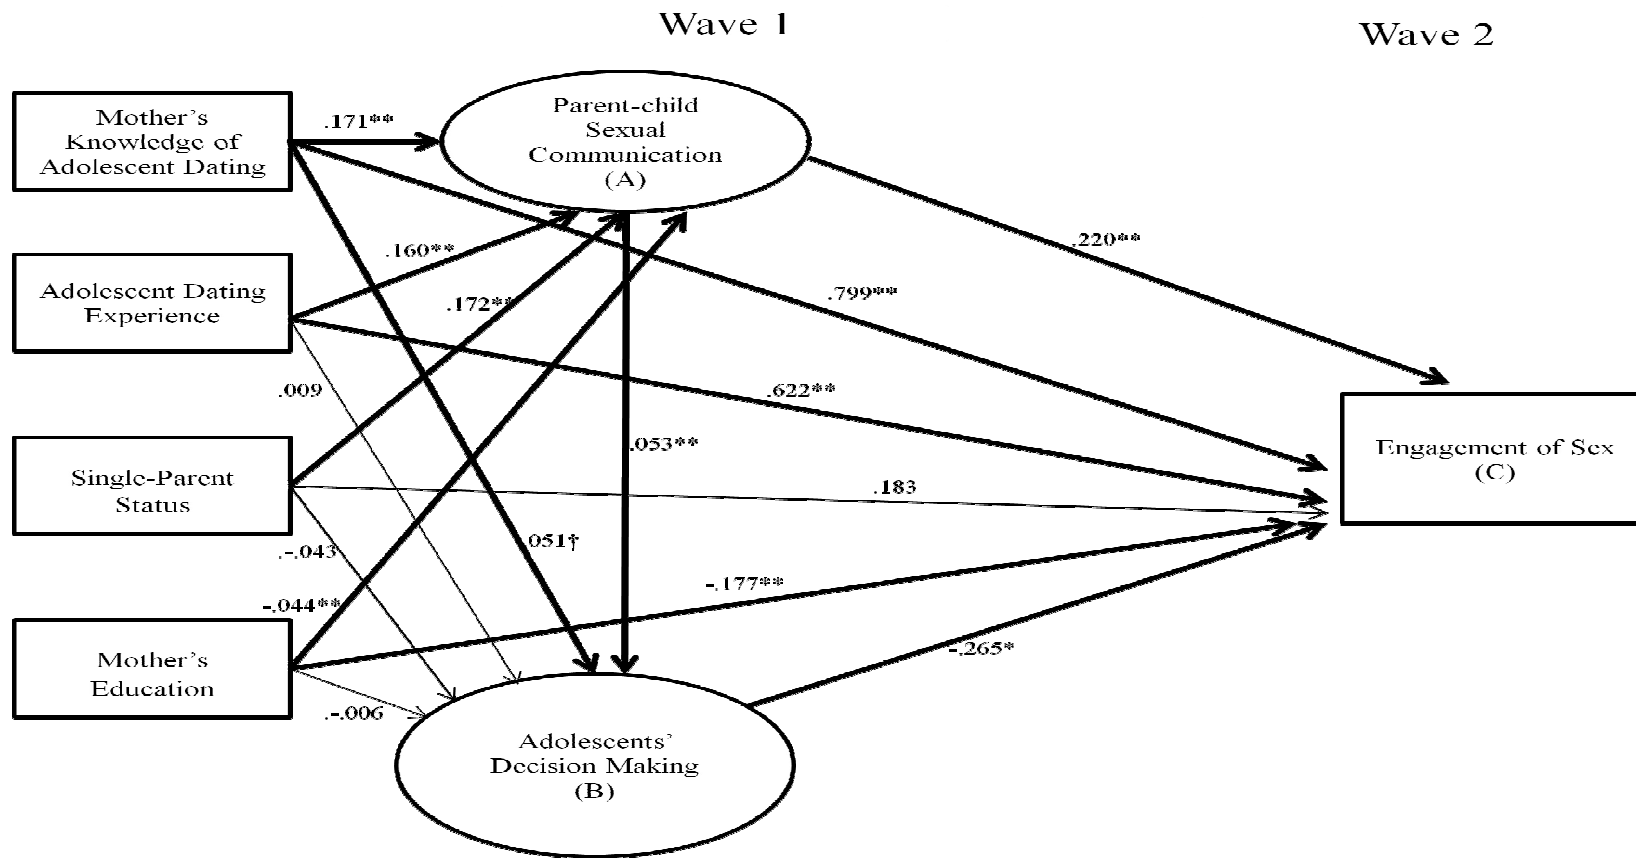 Wave 1
Wave 2
Mother's
Knowledge of
Adolescent Dating
.171**
Parent-child
Sexual
Communication
(A)
.220**
Adolescent Dating
Experience
.160**
.172**
.799**
.009
.622**
.053**
Engagement of Sex
(C)
Single-Parent
Status
.183
.-.043
.051†
-.177**
-.044**
-.265*
Mother's
Education
.-.006
Adolescents'
Decision Making
(B)